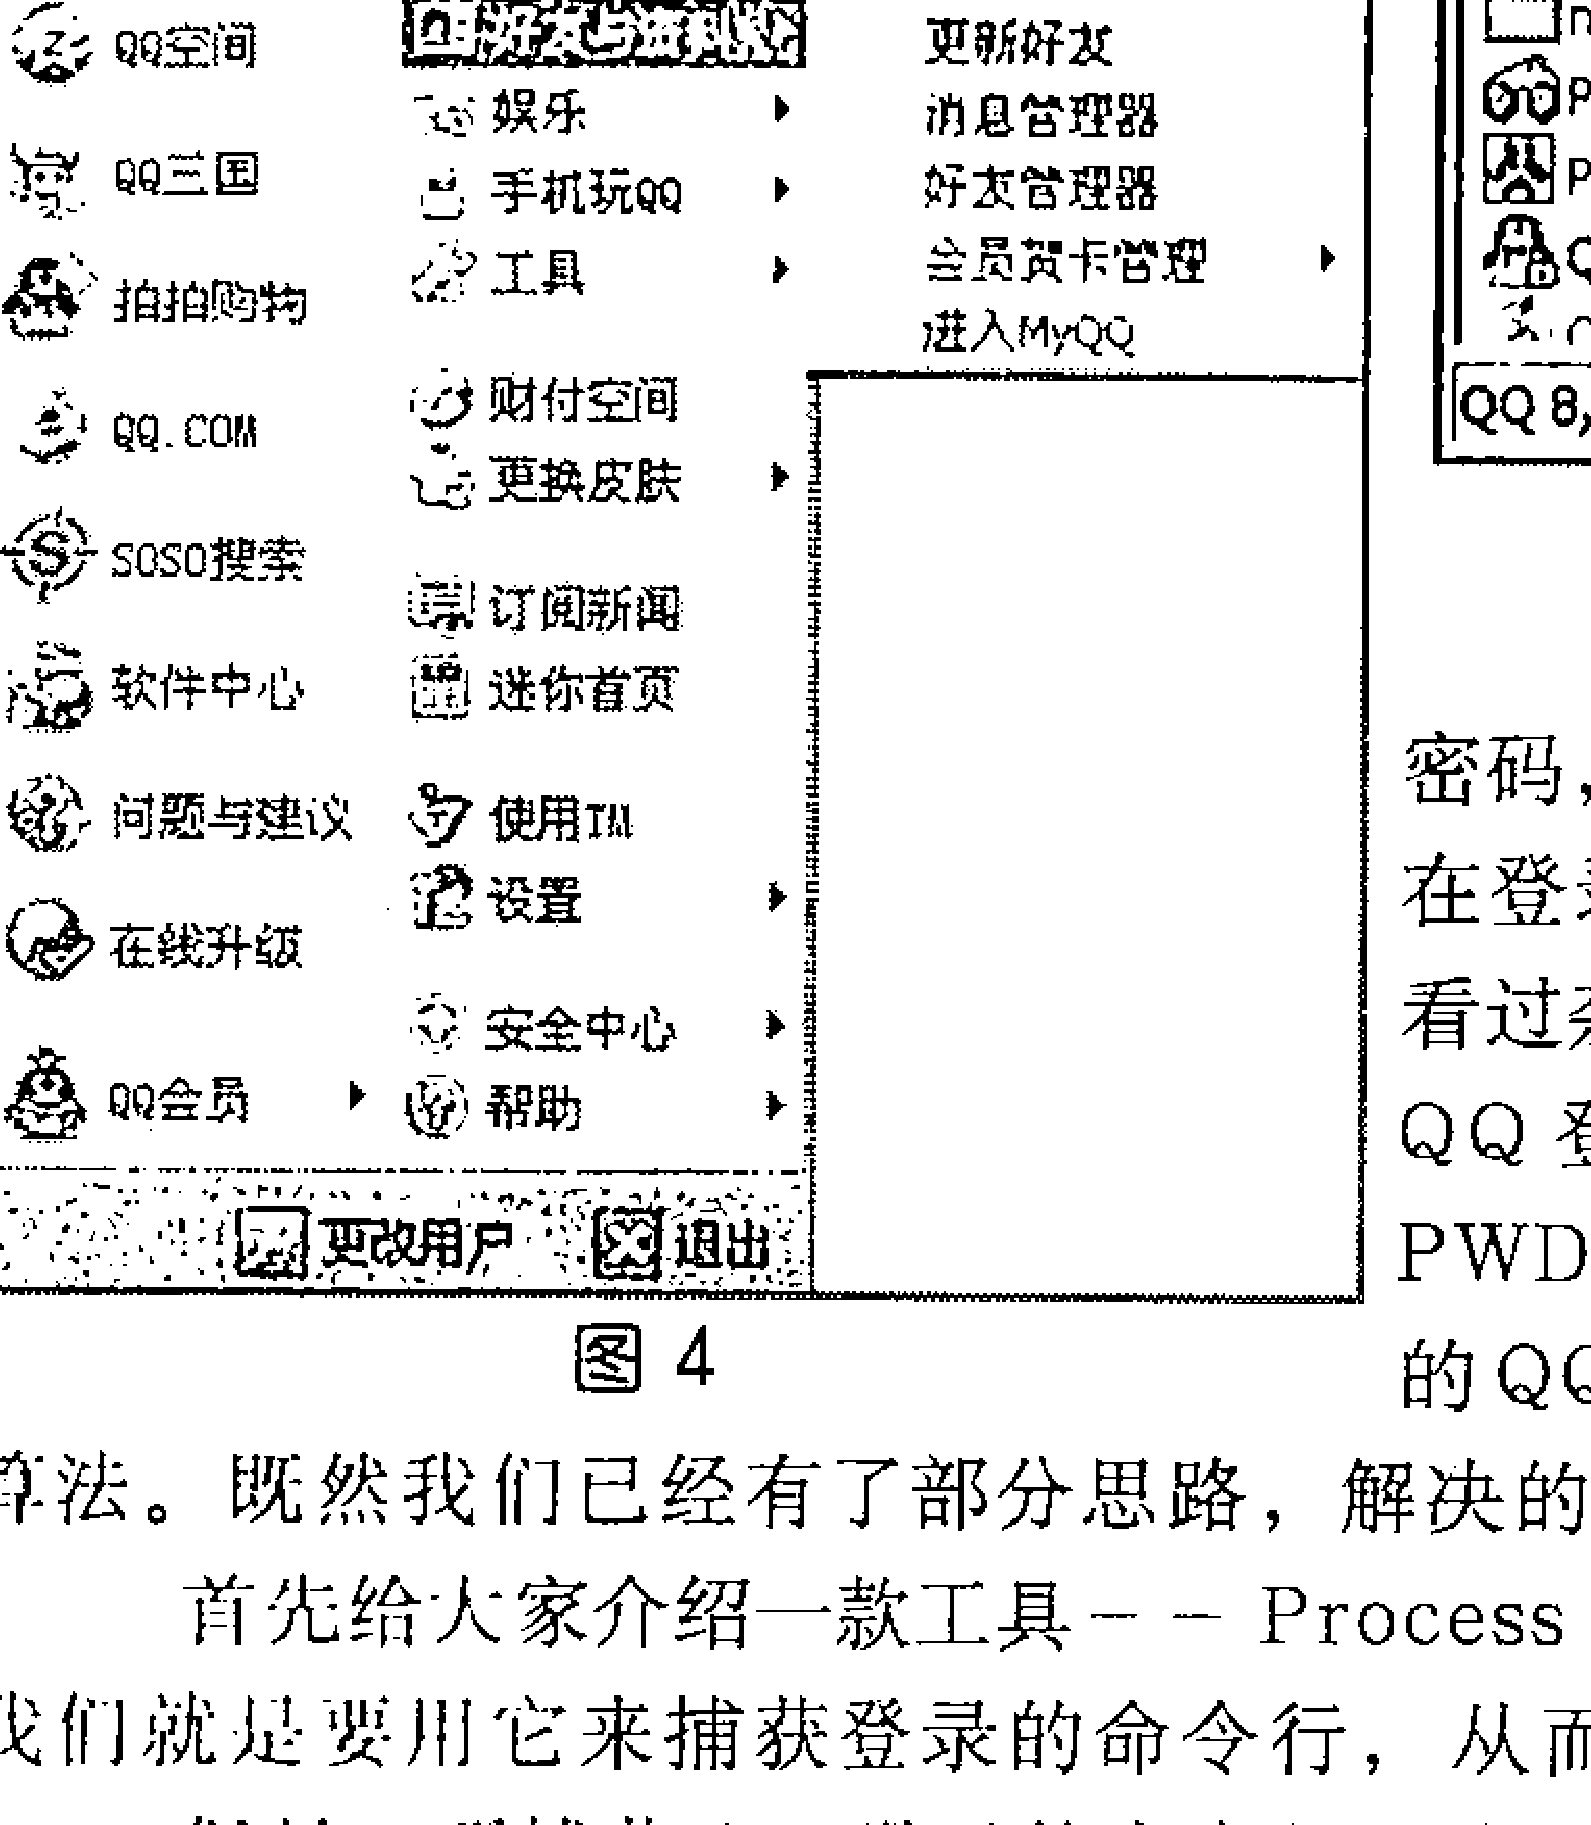 QQ空间
QQ三国
拍拍购物
QQ.COM
SOSO搜索
软件中心
问题与建议
在线升级
QQ会员
好友与资料
娱乐
手机玩QQ
工具
财付空间
更换皮肤
订阅新闻
迷你首页
使用TM
设置
安全中心
帮助
更改用户 退出
更新好友
消息管理器
好友管理器
会员贺卡管理
进入MyQQ
QQ 8,
图 4
密码，
在登
看过
QQ 登
PWD
的 QQ
算法。既然我们已经有了部分思路，解决的
首先给大家介绍一款工具－－Process
我们就是要用它来捕获登录的命令行，从而